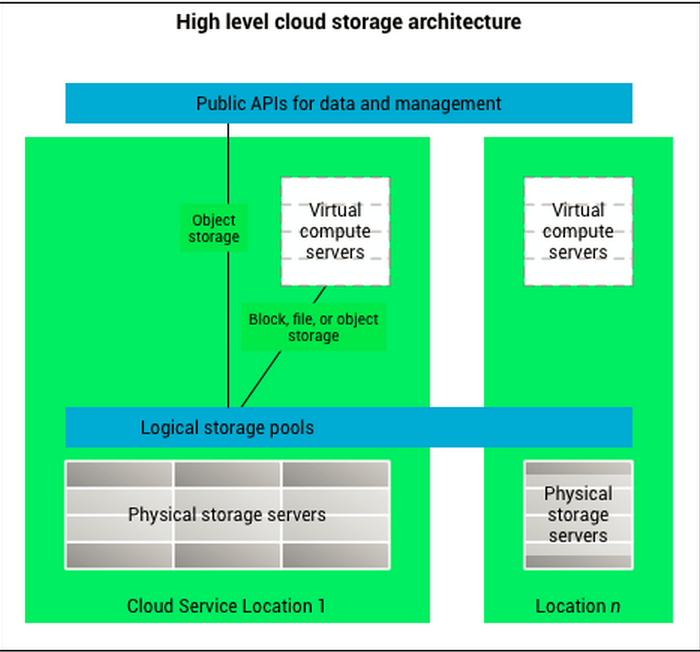 High level cloud storage architecture
Public APIs for data and management
Object
storage
Virtual
compute
servers
Virtual
compute
servers
Block, file, or object
storage
Logical storage pools
Physical storage servers
Physical
storage
servers
Cloud Service Location 1
Location n